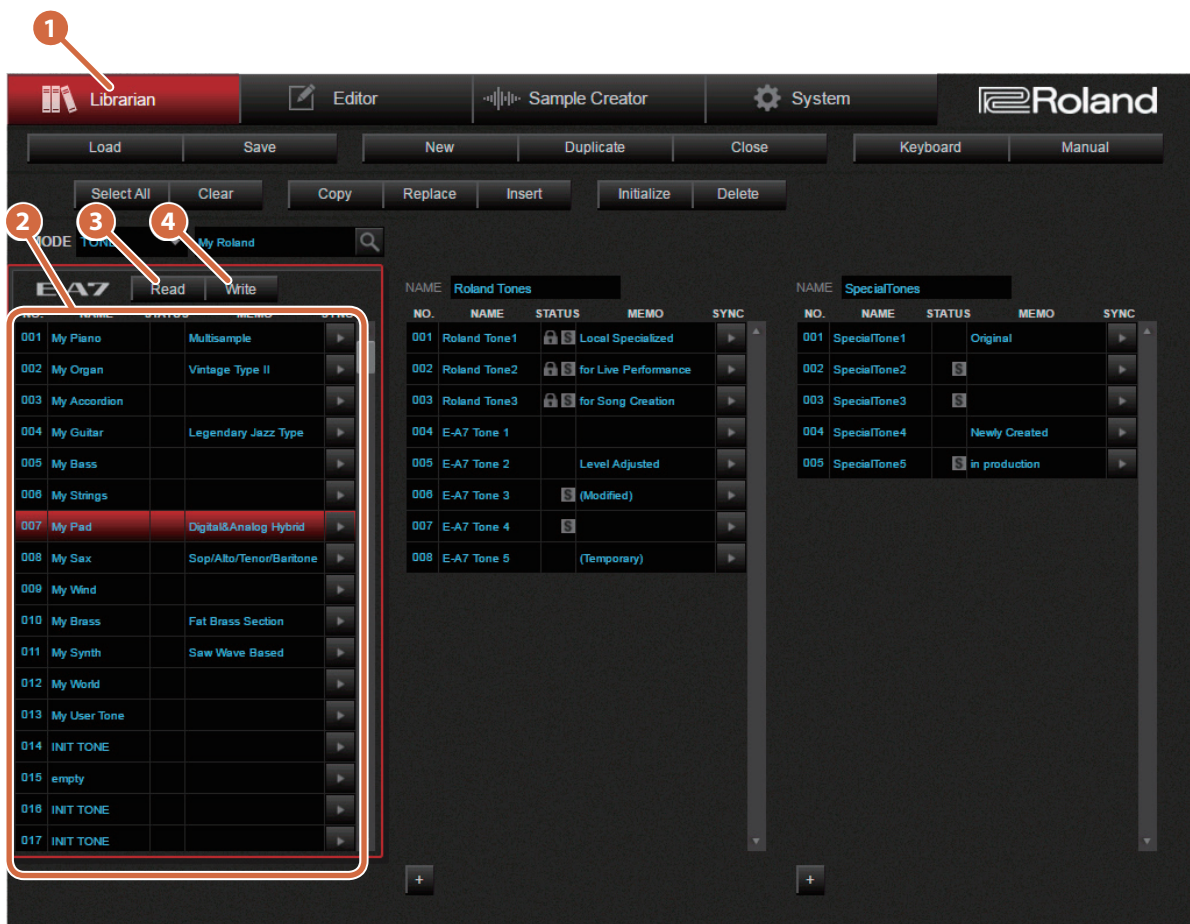 1
Librarian Editor Sample Creator System Roland
Load Save New Duplicate Close Keyboard Manual
Select All Clear Copy Replace Insert Initialize Delete
2 3 4
MODE TONE My Roland
E-A7 Read Write
NO. NAME STATUS MEMO SYNC
001 My Piano Multisample
002 My Organ Vintage Type II
003 My Accordion
004 My Guitar Legendary Jazz Type
005 My Bass
006 My Strings
007 My Pad Digital&Analog Hybrid
008 My Sax Sop/Alto/Tenor/Baritone
009 My Wind
010 My Brass Fat Brass Section
011 My Synth Saw Wave Based
012 My World
013 My User Tone
014 INIT TONE
015 empty
016 INIT TONE
017 INIT TONE
NAME Roland Tones
NO. NAME STATUS MEMO SYNC
001 Roland Tone1 S Local Specialized
002 Roland Tone2 S for Live Performance
003 Roland Tone3 S for Song Creation
004 E-A7 Tone 1
005 E-A7 Tone 2 Level Adjusted
006 E-A7 Tone 3 S (Modified)
007 E-A7 Tone 4 S
008 E-A7 Tone 5 (Temporary)
+
NAME SpecialTones
NO. NAME STATUS MEMO SYNC
001 SpecialTone1 Original
002 SpecialTone2 S
003 SpecialTone3 S
004 SpecialTone4 Newly Created
005 SpecialTone5 S in production
+